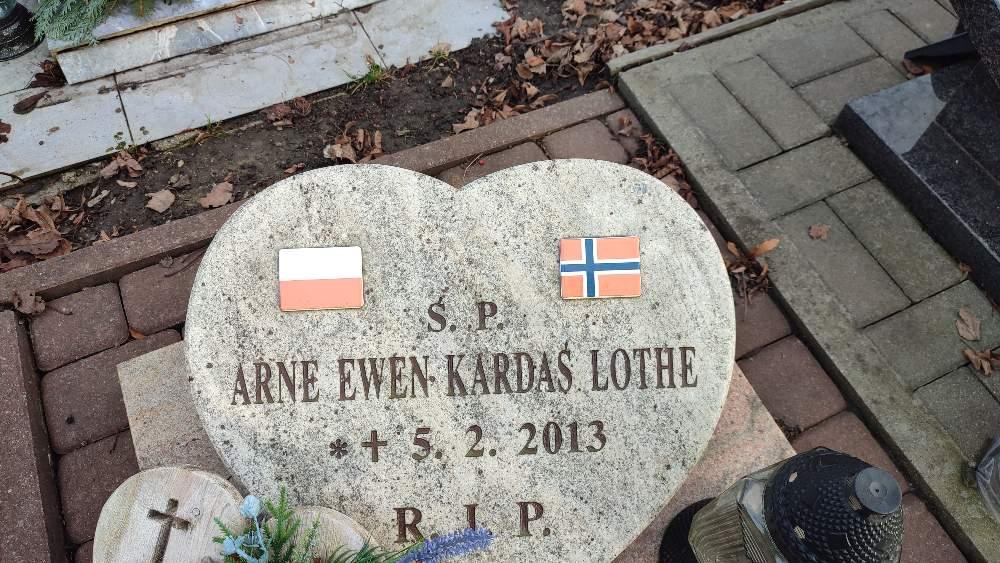 Ś. P.
ARNE EWEN KARDAŚ LOTHE
* + 5. 2. 2013
R. I. P.